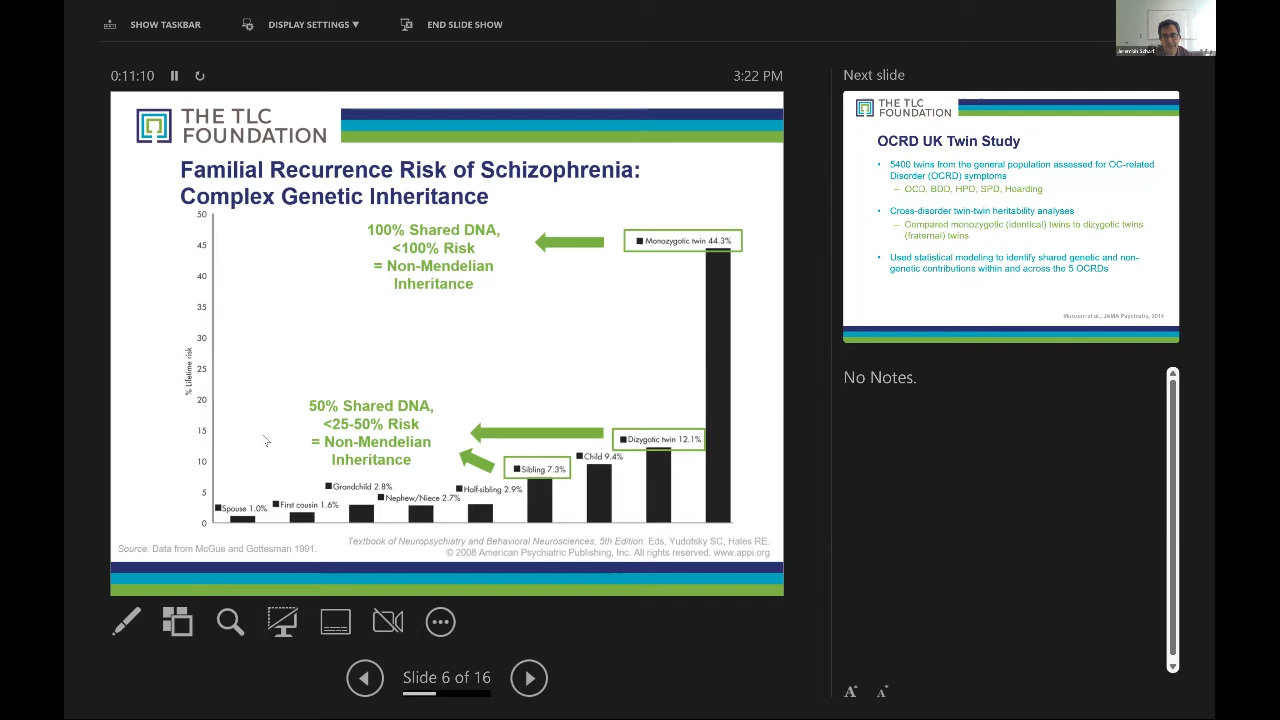 SHOW TASKBAR
DISPLAY SETTINGS ▼
END SLIDE SHOW
Jeremiah Scharf
0:11:10
3:22 PM
THE TLC
FOUNDATION
Familial Recurrence Risk of Schizophrenia:
Complex Genetic Inheritance
50
45
40
35
30
25
20
15
10
5
0
% Lifetime risk
100% Shared DNA,
<100% Risk
= Non-Mendelian
Inheritance
Monozygotic twin 44.3%
50% Shared DNA,
<25-50% Risk
= Non-Mendelian
Inheritance
Dizygotic twin 12.1%
Child 9.4%
Sibling 7.3%
Half-sibling 2.9%
Grandchild 2.8%
Nephew/Niece 2.7%
First cousin 1.6%
Spouse 1.0%
Source. Data from McGue and Gottesman 1991.
Textbook of Neuropsychiatry and Behavioral Neurosciences, 5th Edition. Eds, Yudofsky SC, Hales RE.
© 2008 American Psychiatric Publishing, Inc. All rights reserved. www.appi.org
Slide 6 of 16
Next slide
THE TLC
FOUNDATION
OCRD UK Twin Study
• 5400 twins from the general population assessed for OC-related
Disorder (OCRD) symptoms
– OCD, BDD, HPD, SPD, Hoarding
• Cross-disorder twin-twin heritability analyses
– Compared monozygotic (identical) twins to dizygotic twins
(fraternal) twins
• Used statistical modeling to identify shared genetic and non-
genetic contributions within and across the 5 OCRDs
et al., JAMA Psychiatry, 2014
No Notes.
A A